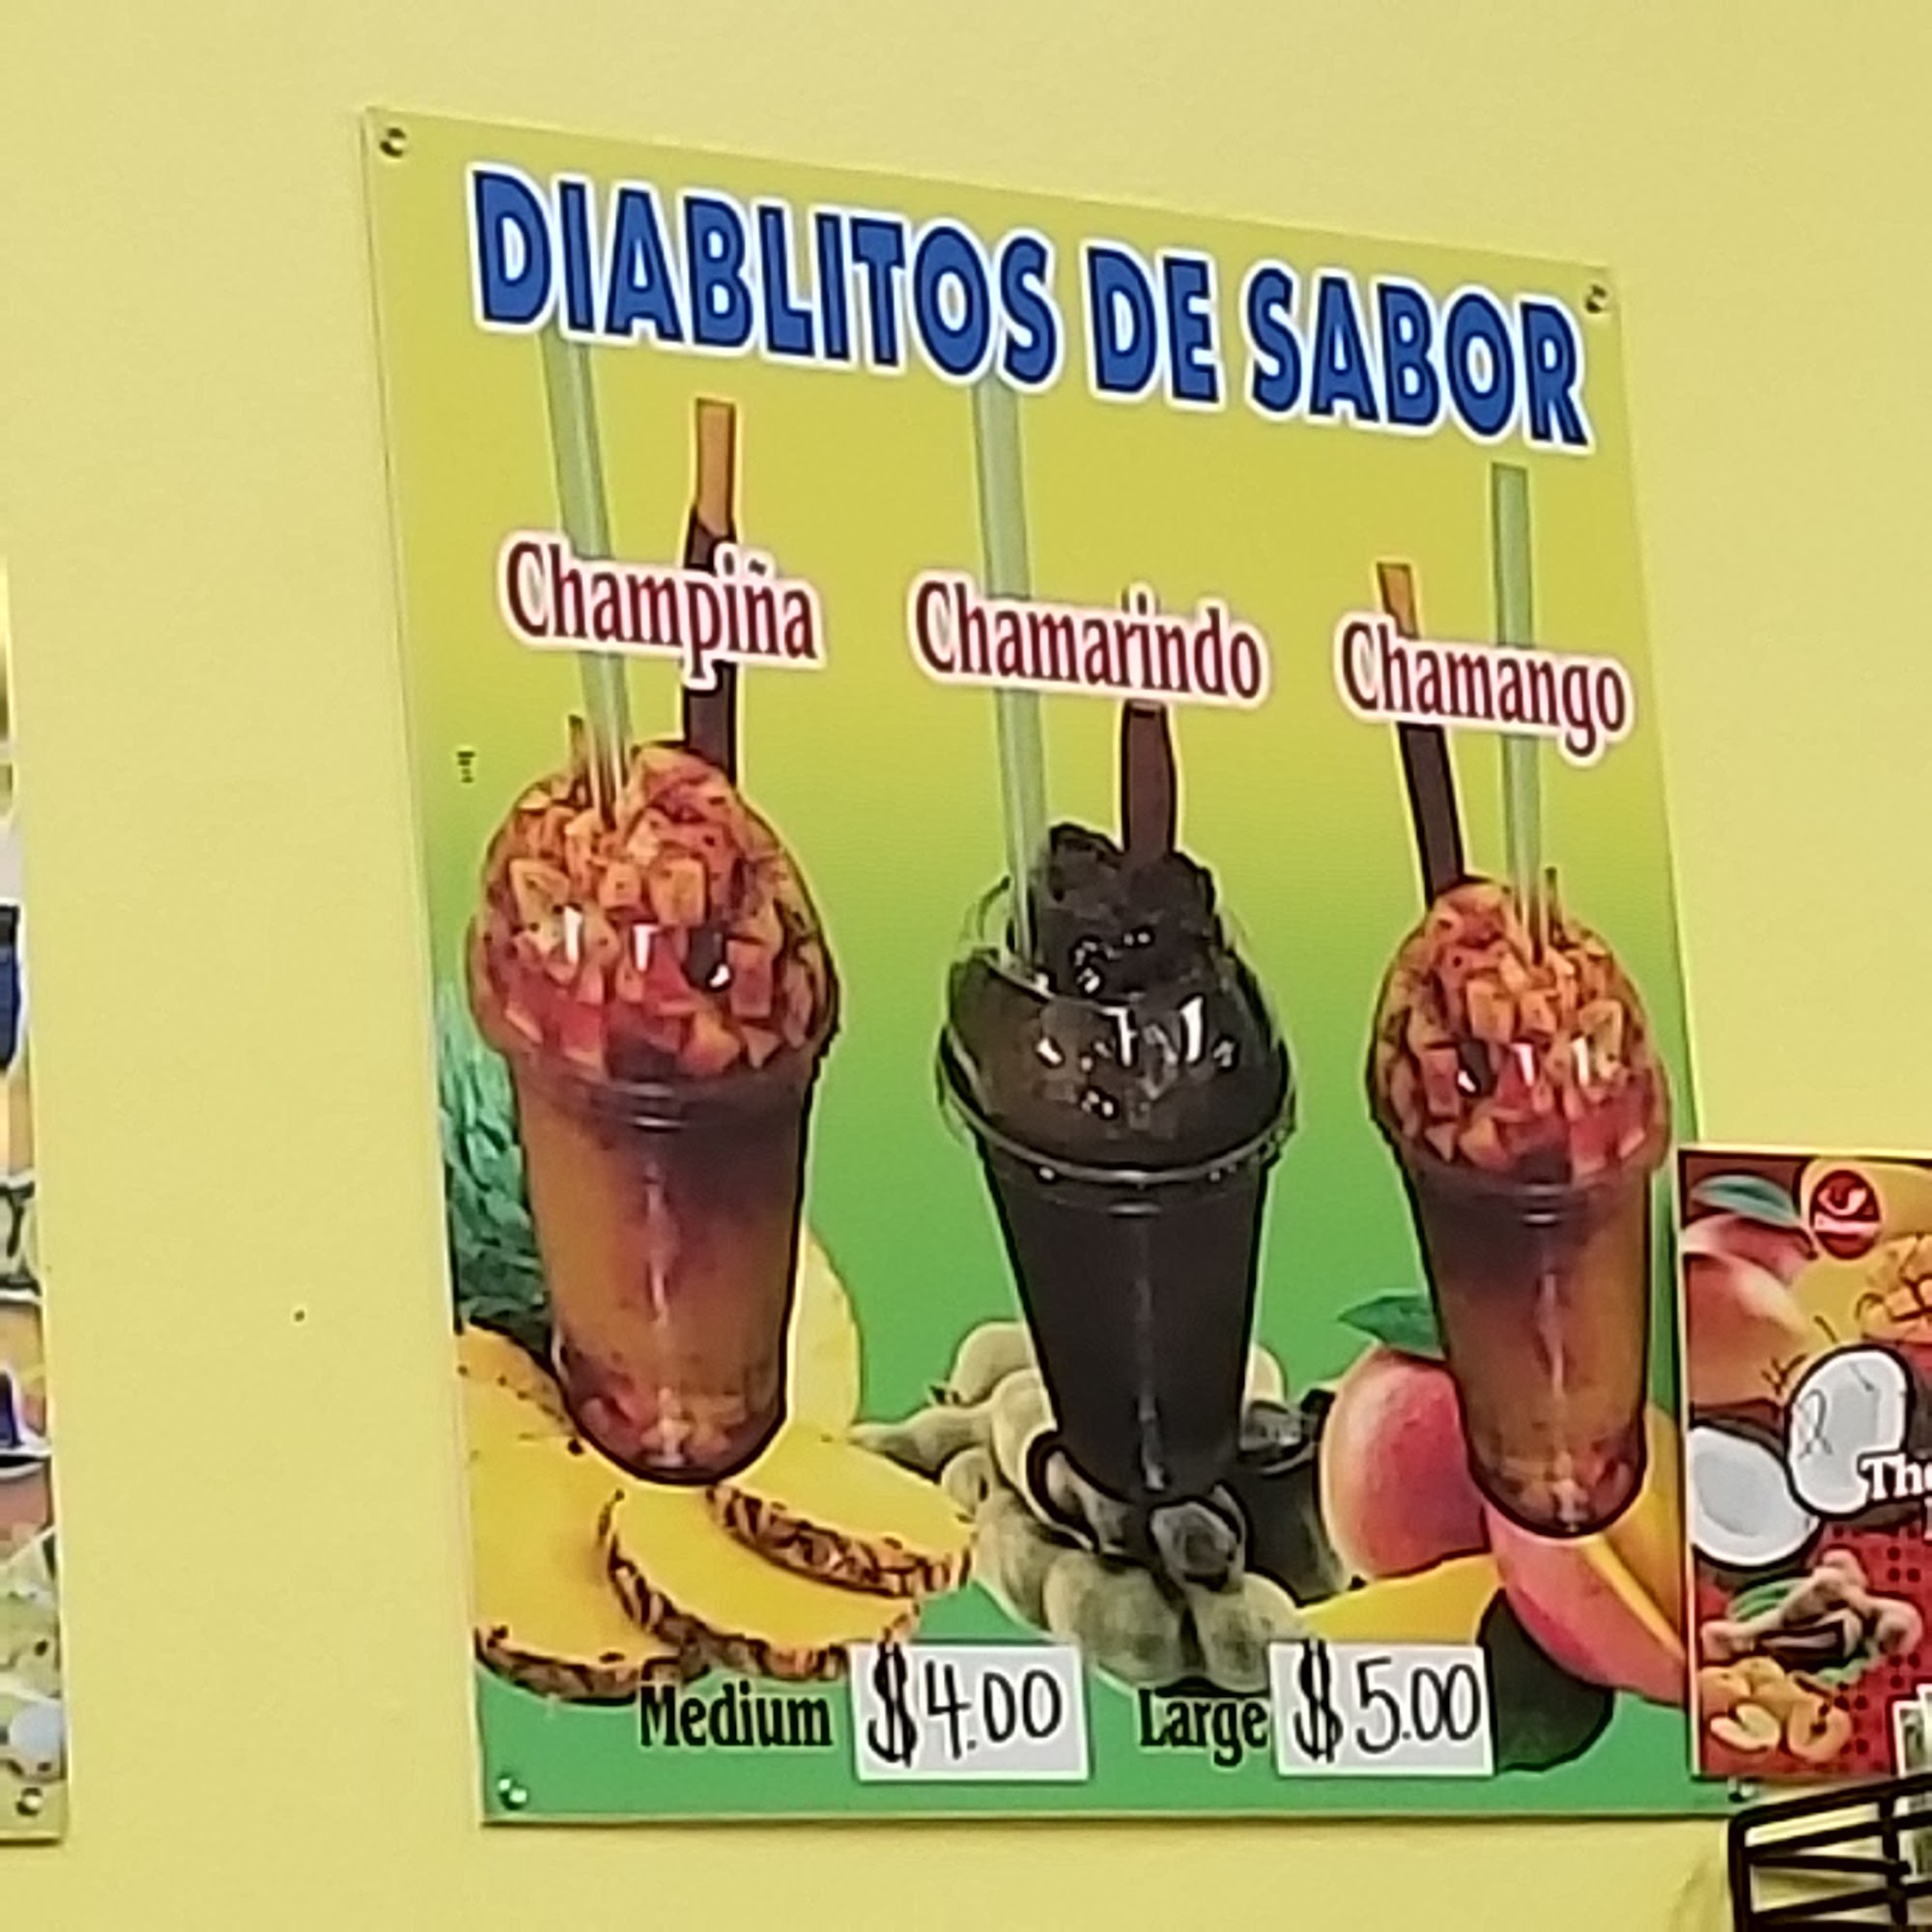 DIABLITOS DE SABOR
Champiña Chamarindo Chamango
Medium $4.00 Large $5.00